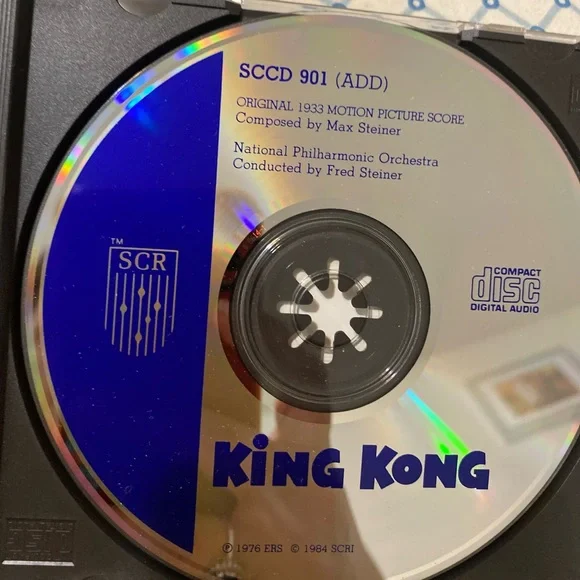 SCCD 901 (ADD)
ORIGINAL 1933 MOTION PICTURE SCORE
Composed by Max Steiner
National Philharmonic Orchestra
Conducted by Fred Steiner
TM
SCR
COMPACT
disc
DIGITAL AUDIO
KiNG KONG
℗ 1976 ERS © 1984 SCRI